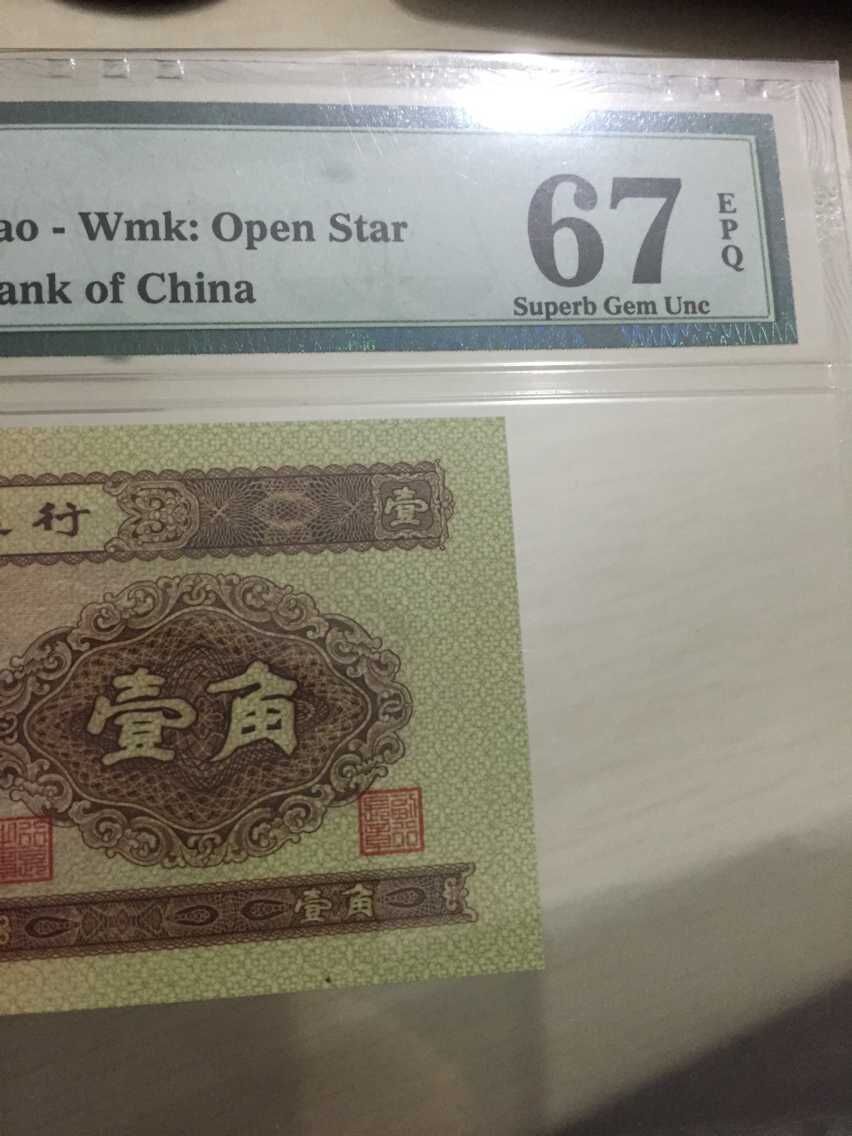 ao - Wmk: Open Star
ank of China
67
EPQ
Superb Gem Unc
行
壹
壹角
壹角